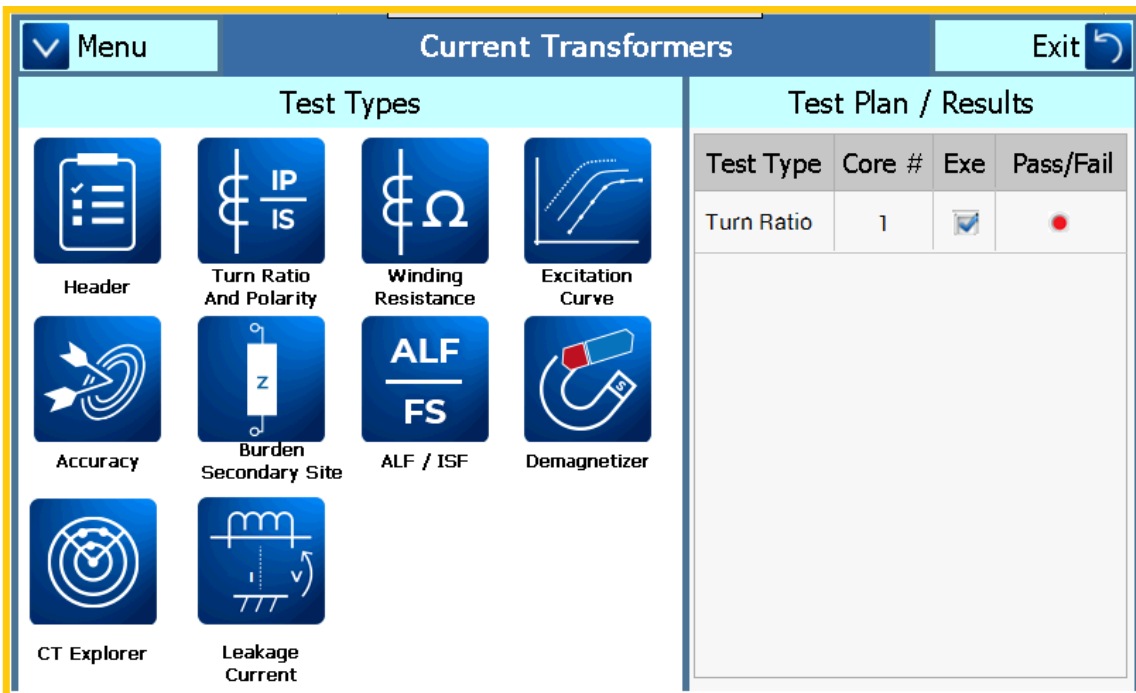 Menu
Current Transformers
Exit
Test Types
Test Plan / Results
IP
IS
Ω
Header
Turn Ratio
And Polarity
Winding
Resistance
Excitation
Curve
Z
ALF
FS
S
Accuracy
Burden
Secondary Site
ALF / ISF
Demagnetizer
I
V
CT Explorer
Leakage
Current
Test Type Core # Exe Pass/Fail
Turn Ratio 1